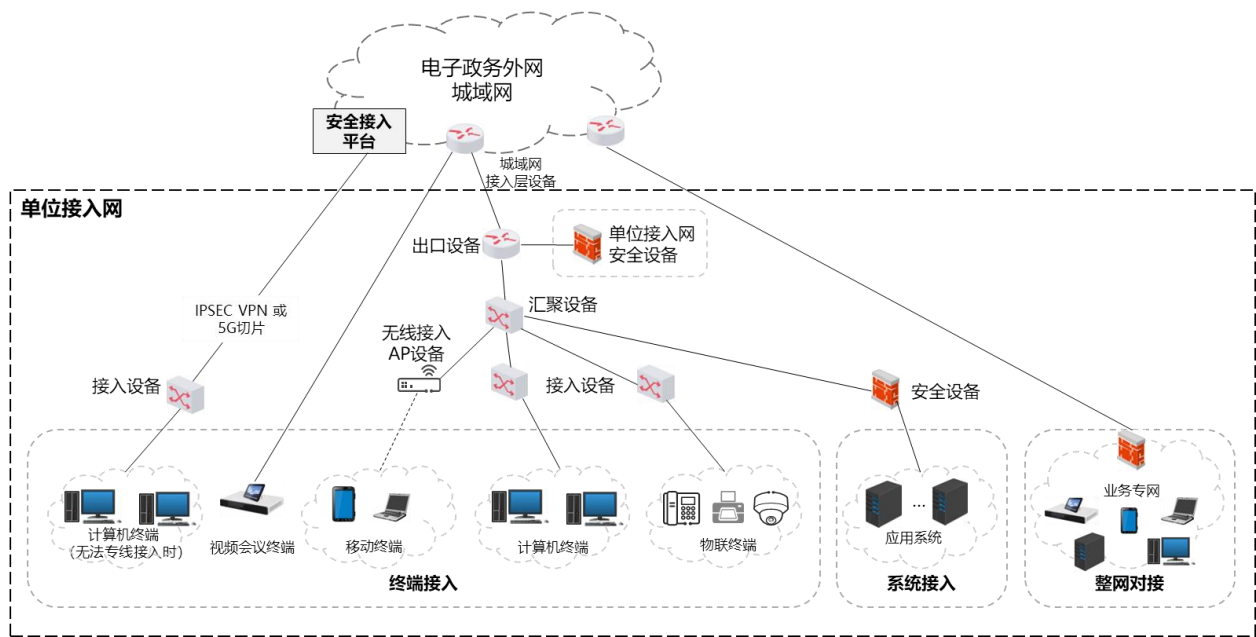 电子政务外网
城域网
安全接入
平台
城域网
接入层设备
单位接入网
出口设备
单位接入网
安全设备
IPSEC VPN 或
5G切片
汇聚设备
无线接入
AP设备
接入设备
接入设备
安全设备
计算机终端
(无法专线接入时)
视频会议终端
移动终端
计算机终端
物联终端
...
应用系统
业务专网
终端接入
系统接入
整网对接